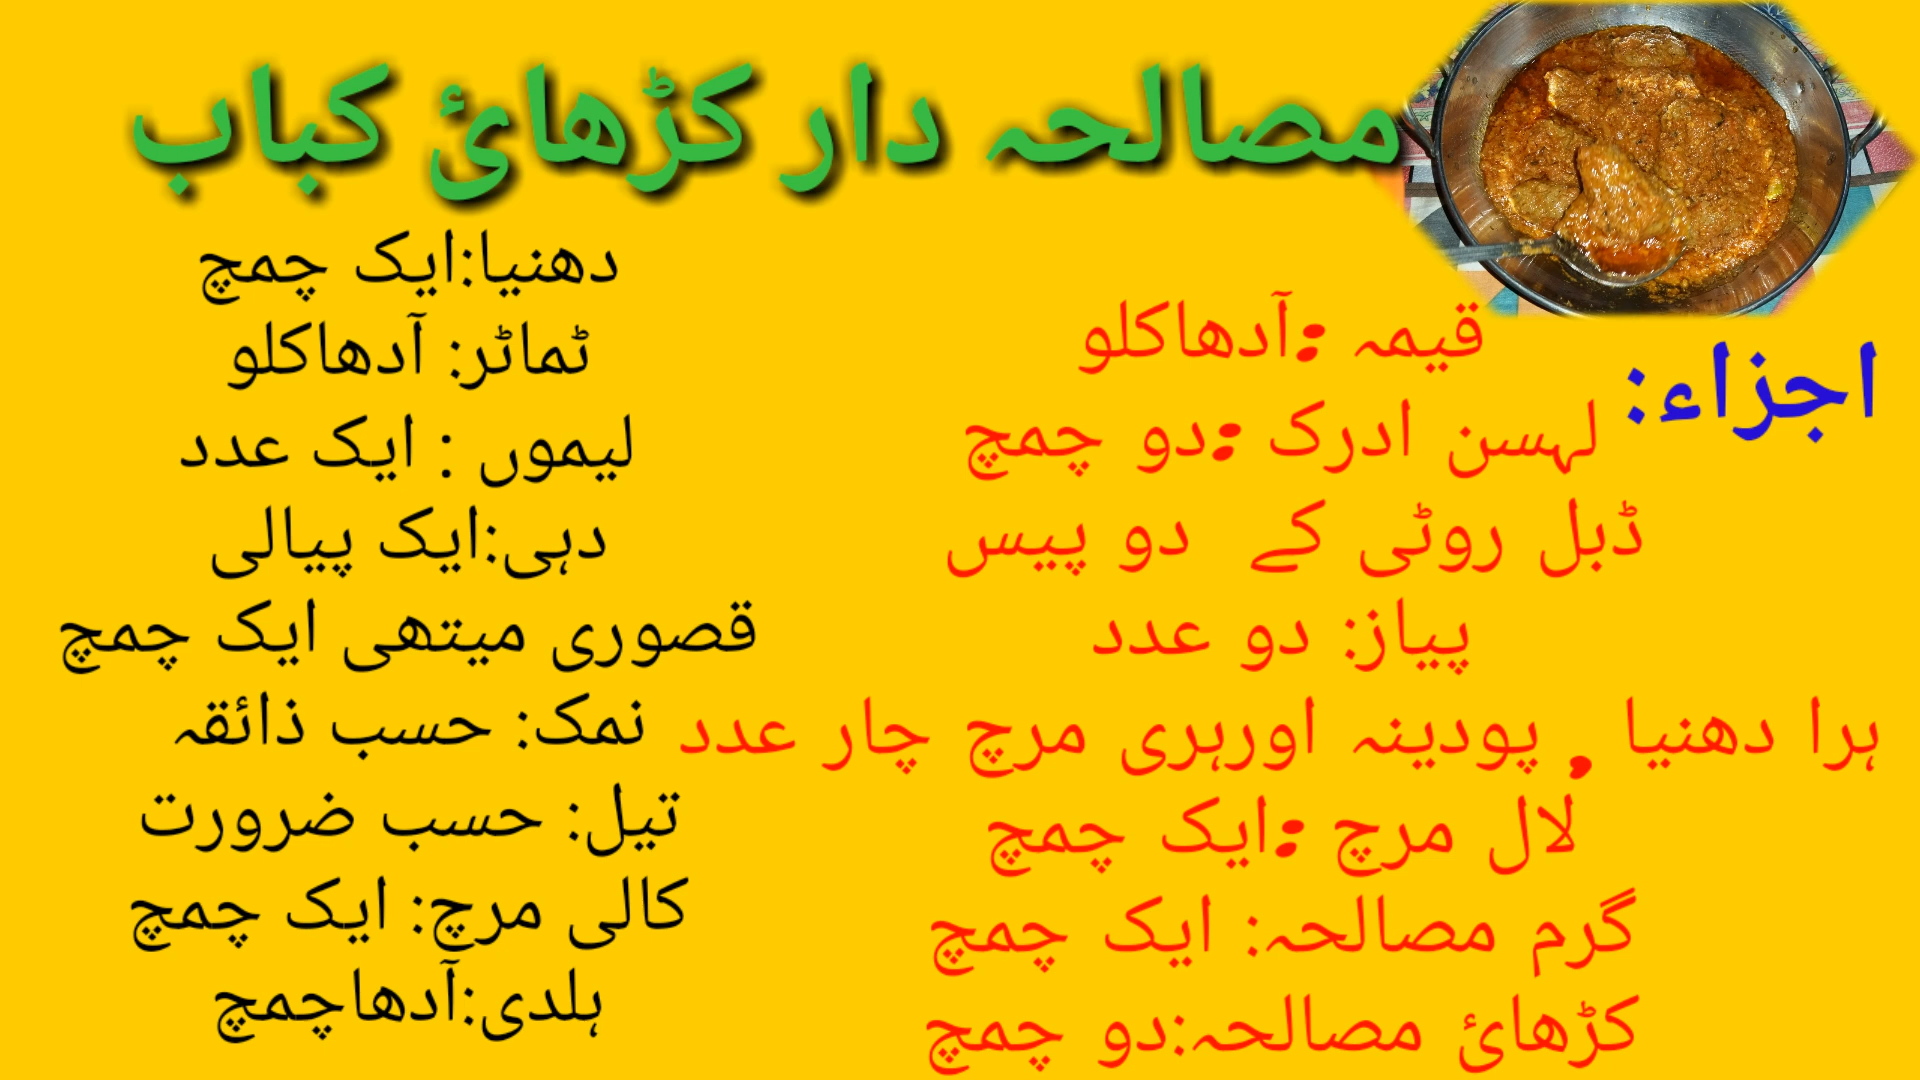 مصالحہ دار کڑھائ کباب
اجزاء:
قیمہ :آدھاکلو
لہسن ادرک :دو چمچ
ڈبل روٹی کے دو پیس
پیاز: دو عدد
ہرا دھنیا , پودینہ اورہری مرچ چار عدد
لال مرچ :ایک چمچ
گرم مصالحہ: ایک چمچ
کڑھائ مصالحہ:دو چمچ
دھنیا:ایک چمچ
ٹماٹر: آدھاکلو
لیموں : ایک عدد
دہی:ایک پیالی
قصوری میتھی ایک چمچ
نمک: حسب ذائقہ
تیل: حسب ضرورت
کالی مرچ: ایک چمچ
ہلدی:آدھاچمچ